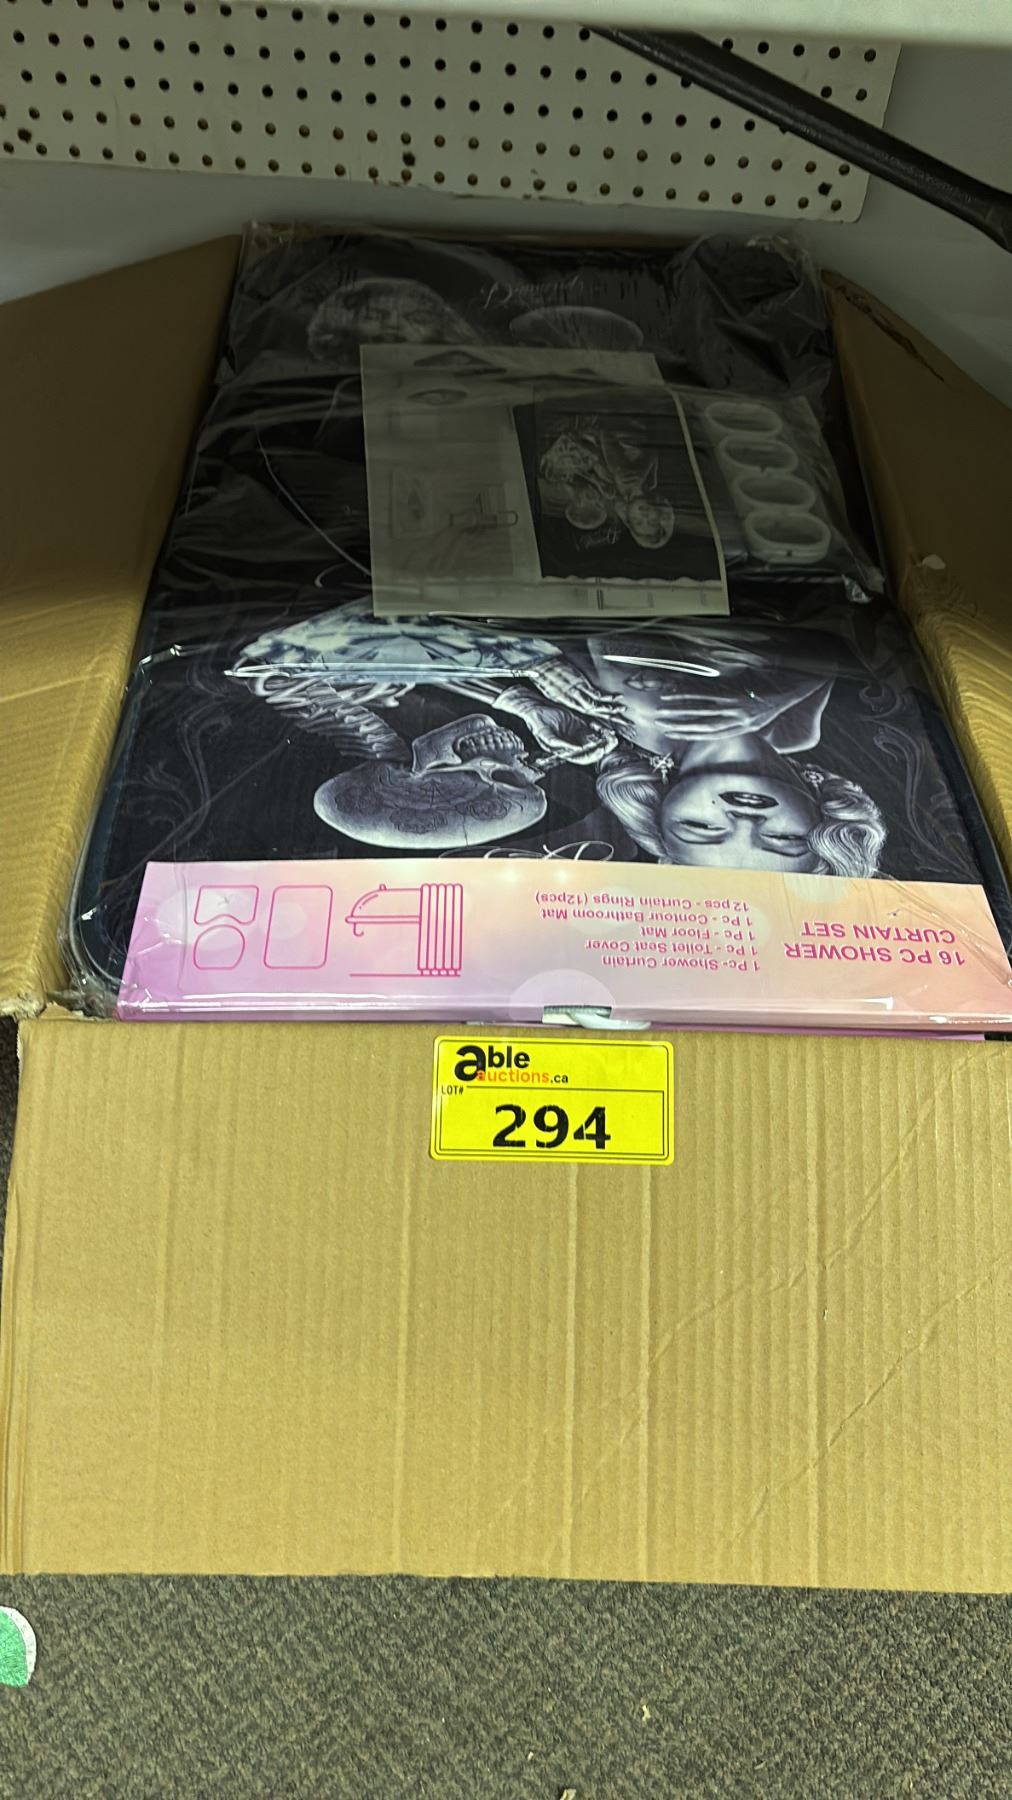 16 PC SHOWER
CURTAIN SET
1 Pc- Shower Curtain
1 Pc - Toilet Seat Cover
1 Pc - Floor Mat
1 Pc - Contour Bathroom Mat
12 pcs - Curtain Rings (12pcs)
able
auctions.ca
LOT#
294